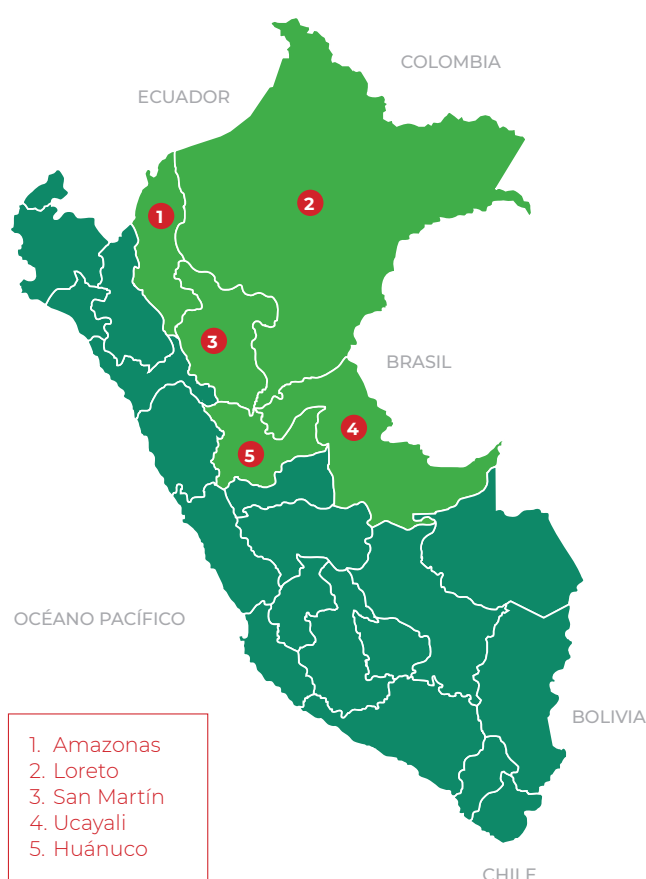 COLOMBIA
ECUADOR
1
2
3
BRASIL
4
5
OCÉANO PACÍFICO
BOLIVIA
1. Amazonas
2. Loreto
3. San Martín
4. Ucayali
5. Huánuco
CHILE